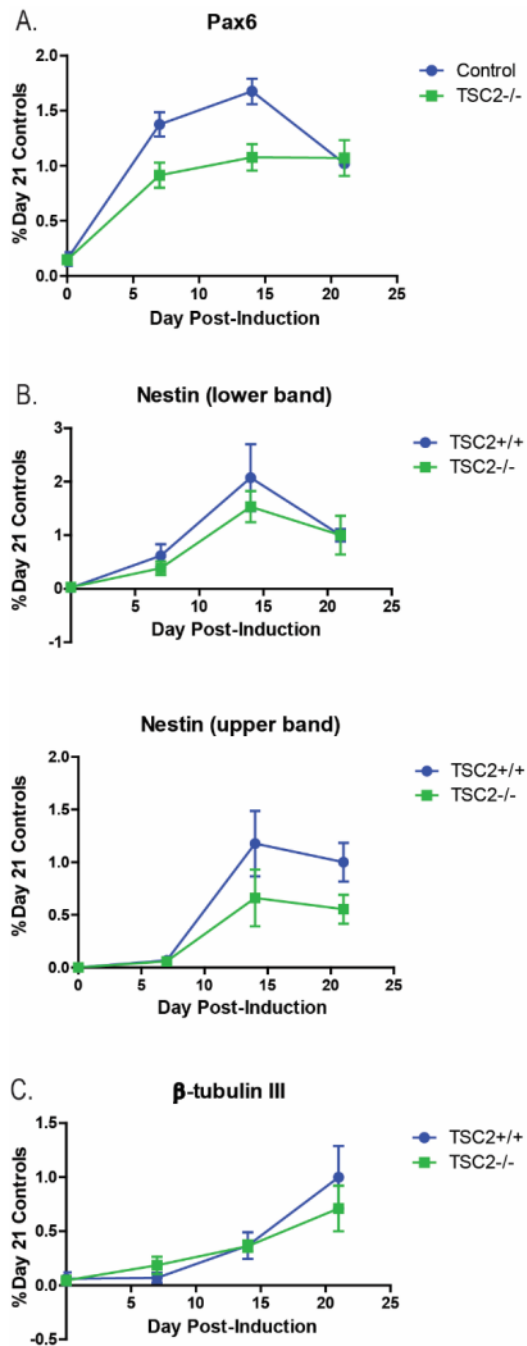 A.
Pax6
Control
TSC2-/-
%Day 21 Controls
2.0
1.5
1.0
0.5
0.0
0 5 10 15 20 25
Day Post-Induction
B.
Nestin (lower band)
TSC2+/+
TSC2-/-
%Day 21 Controls
3
2
1
0
-1
5 10 15 20 25
Day Post-Induction
Nestin (upper band)
TSC2+/+
TSC2-/-
%Day 21 Controls
2.0
1.5
1.0
0.5
0.0
0 5 10 15 20 25
Day Post-Induction
C.
β-tubulin III
TSC2+/+
TSC2-/-
%Day 21 Controls
1.5
1.0
0.5
0.0
-0.5
5 10 15 20 25
Day Post-Induction